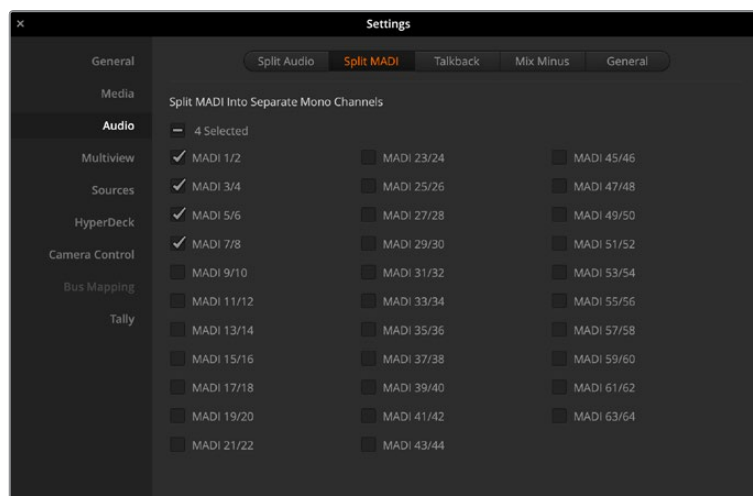 Settings
General
Media
Audio
Multiview
Sources
HyperDeck
Camera Control
Bus Mapping
Tally
Split Audio Split MADI Talkback Mix Minus General
Split MADI Into Separate Mono Channels
4 Selected
MADI 1/2 MADI 23/24 MADI 45/46
MADI 3/4 MADI 25/26 MADI 47/48
MADI 5/6 MADI 27/28 MADI 49/50
MADI 7/8 MADI 29/30 MADI 51/52
MADI 9/10 MADI 31/32 MADI 53/54
MADI 11/12 MADI 33/34 MADI 55/56
MADI 13/14 MADI 35/36 MADI 57/58
MADI 15/16 MADI 37/38 MADI 59/60
MADI 17/18 MADI 39/40 MADI 61/62
MADI 19/20 MADI 41/42 MADI 63/64
MADI 21/22 MADI 43/44